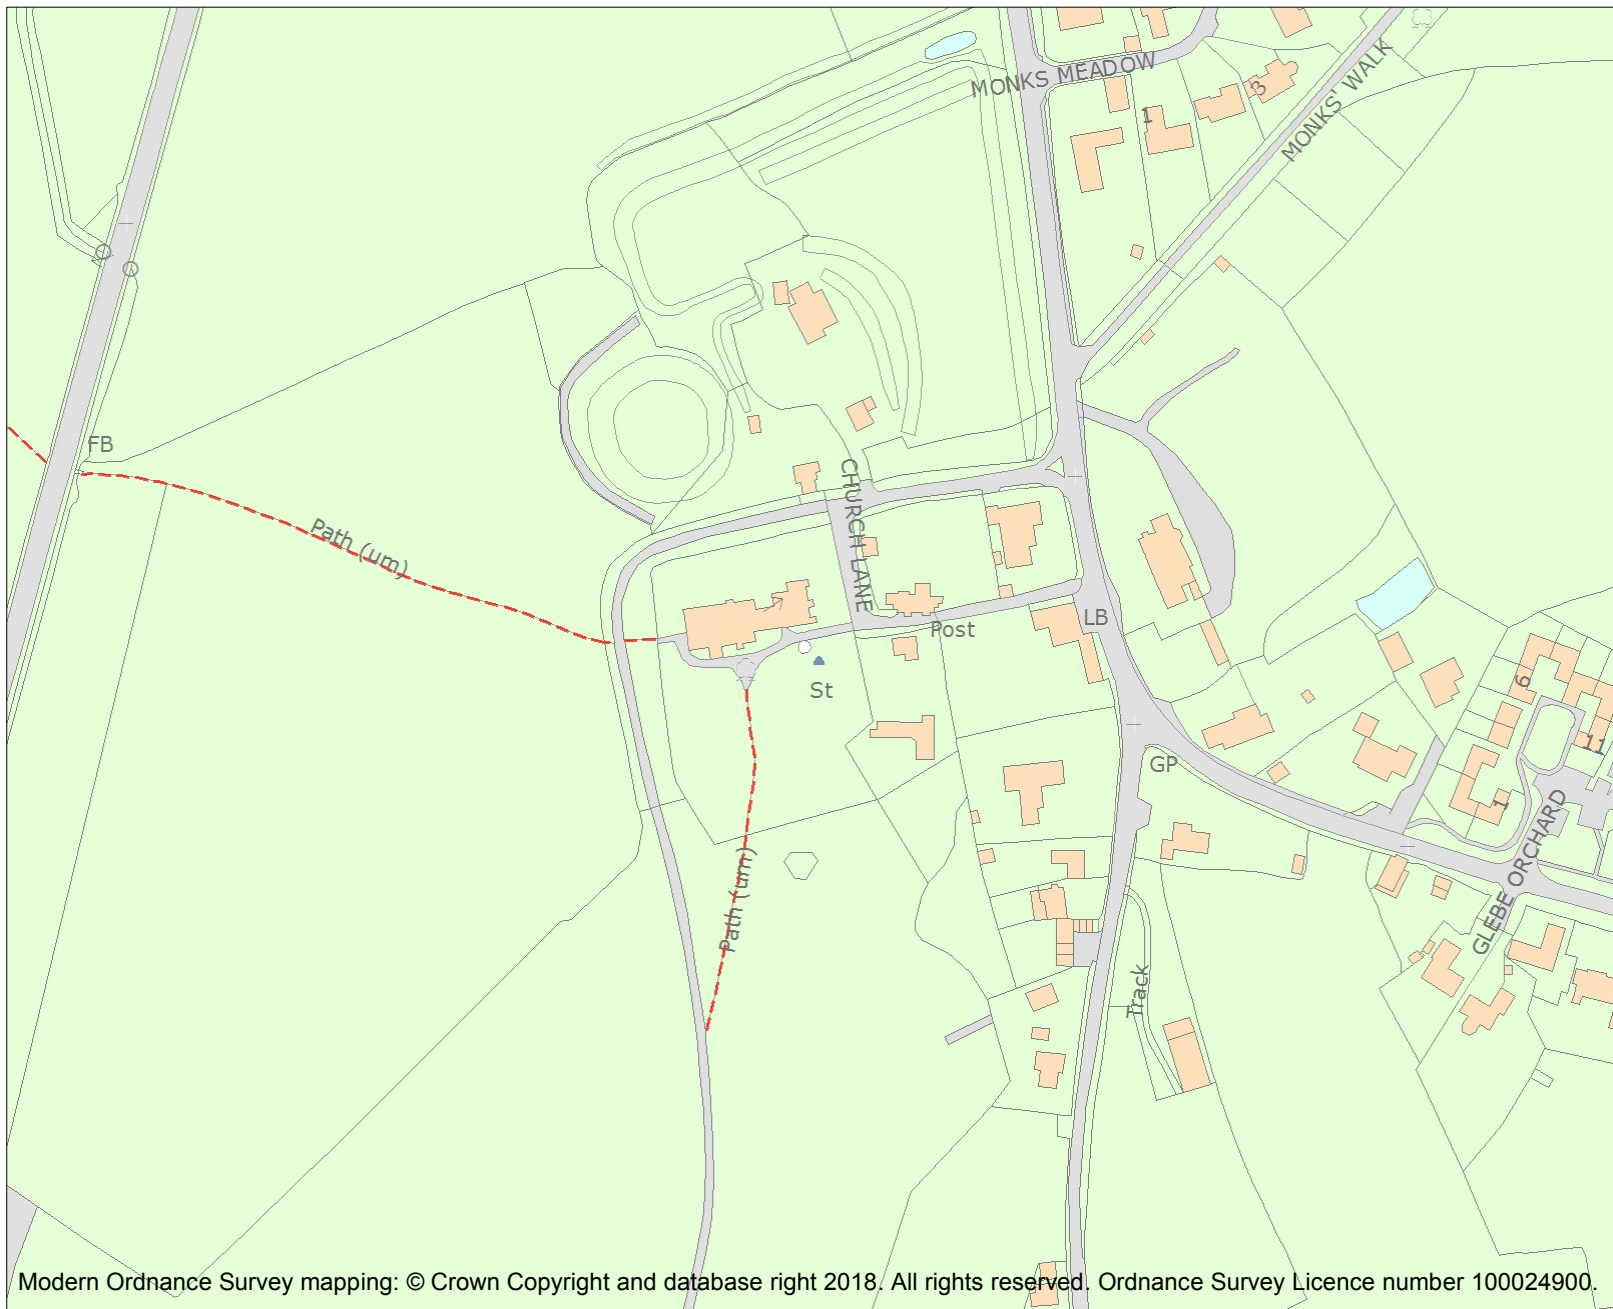 MONKS MEADOW
MONKS' WALK
3
1
FB
CHURCH LANE
Path (um)
LB
Post
St
6
11
GP
1
GLEBE ORCHARD
Path (um)
Track
Modern Ordnance Survey mapping: © Crown Copyright and database right 2018. All rights reserved. Ordnance Survey Licence number 100024900.